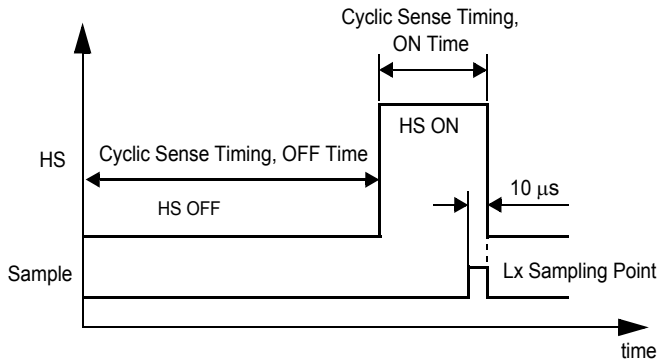 Cyclic Sense Timing,
ON Time
HS ON
HS
Cyclic Sense Timing, OFF Time
10 μs
HS OFF
Sample
Lx Sampling Point
time